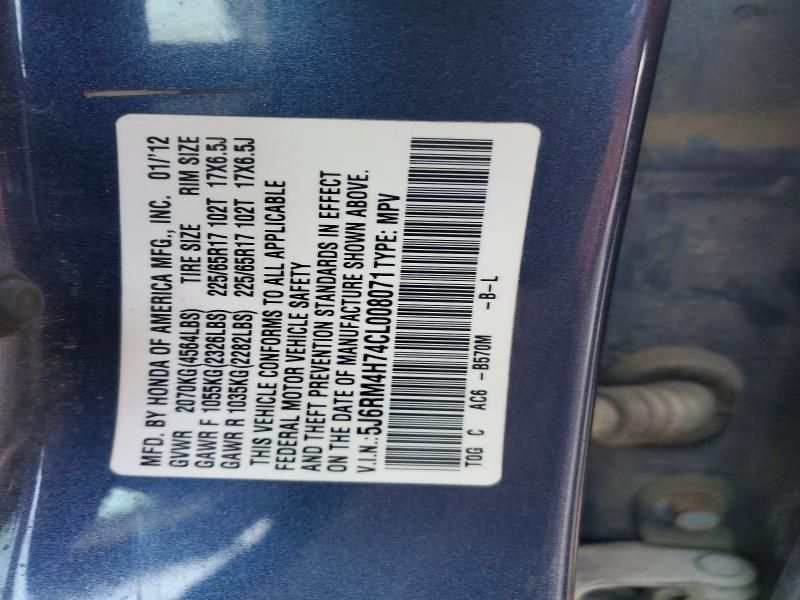 MFD. BY HONDA OF AMERICA MFG., INC. 01/'12
GVWR 2070KG(4564LBS) TIRE SIZE RIM SIZE
GAWR F 1055KG(2326LBS) 225/65R17 102T 17X6.5J
GAWR R 1035KG(2282LBS) 225/65R17 102T 17X6.5J
THIS VEHICLE CONFORMS TO ALL APPLICABLE
FEDERAL MOTOR VEHICLE SAFETY
AND THEFT PREVENTION STANDARDS IN EFFECT
ON THE DATE OF MANUFACTURE SHOWN ABOVE.
V.I.N.: 5J6RM4H74CL008071 TYPE: MPV
T0G C AC6 -B570M -B-L